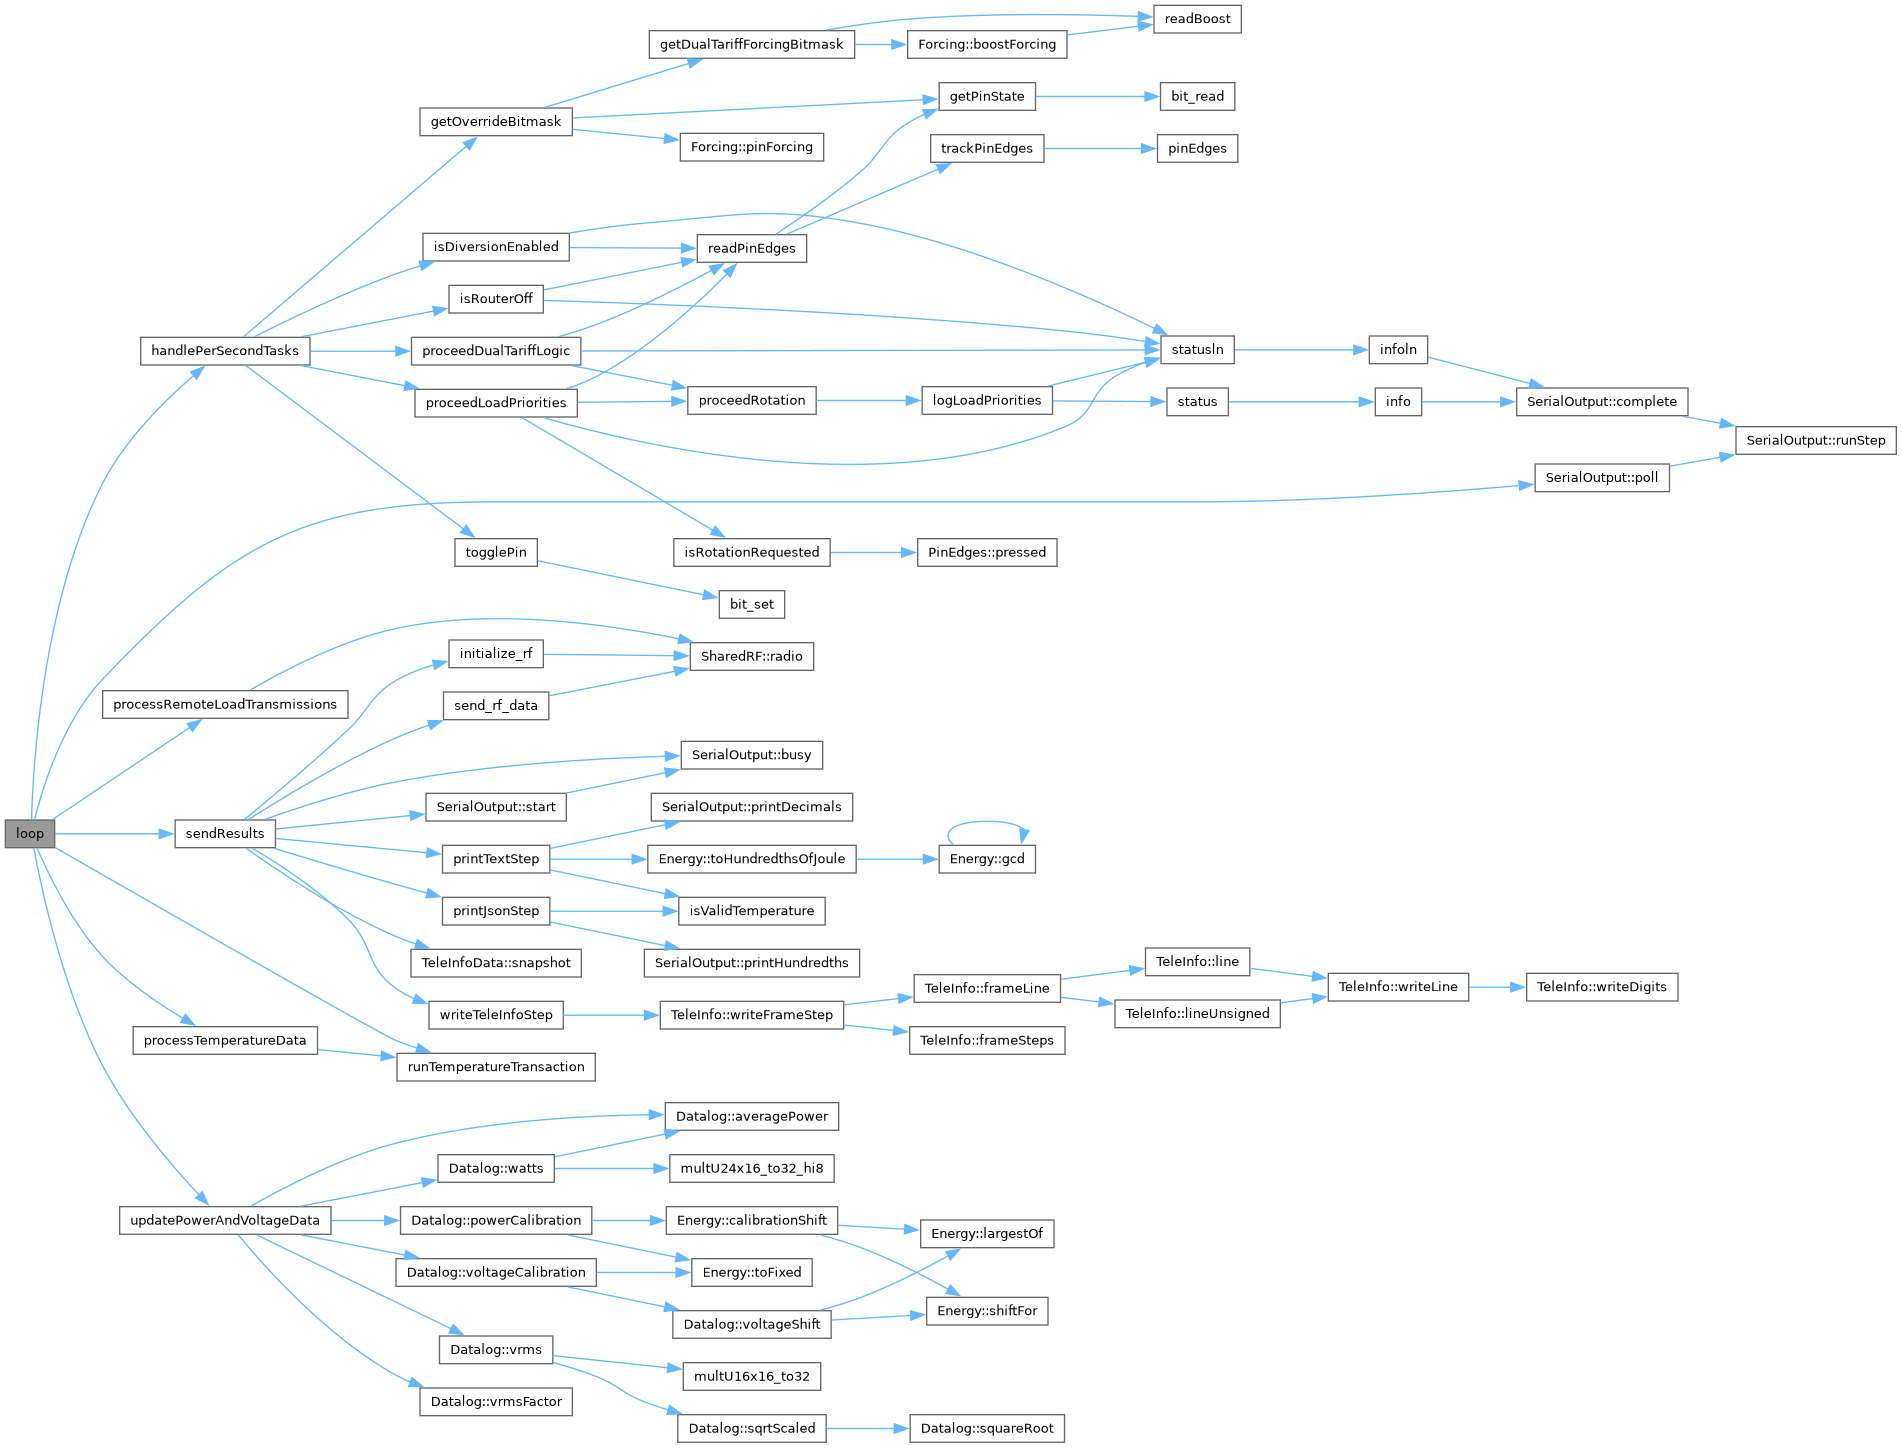 readBoost
getDualTariffForcingBitmask
Forcing::boostForcing
getPinState
bit_read
getOverrideBitmask
Forcing::pinForcing
trackPinEdges
pinEdges
isDiversionEnabled
readPinEdges
isRouterOff
handlePerSecondTasks
proceedDualTariffLogic
statusln
infoln
proceedLoadPriorities
proceedRotation
logLoadPriorities
status
info
SerialOutput::complete
SerialOutput::runStep
SerialOutput::poll
togglePin
isRotationRequested
PinEdges::pressed
bit_set
initialize_rf
SharedRF::radio
processRemoteLoadTransmissions
send_rf_data
SerialOutput::busy
SerialOutput::start
SerialOutput::printDecimals
loop
sendResults
printTextStep
Energy::toHundredthsOfJoule
Energy::gcd
printJsonStep
isValidTemperature
TeleInfoData::snapshot
SerialOutput::printHundredths
TeleInfo::line
TeleInfo::frameLine
TeleInfo::writeLine
TeleInfo::writeDigits
writeTeleInfoStep
TeleInfo::writeFrameStep
TeleInfo::lineUnsigned
processTemperatureData
TeleInfo::frameSteps
runTemperatureTransaction
Datalog::averagePower
Datalog::watts
multU24x16_to32_hi8
updatePowerAndVoltageData
Datalog::powerCalibration
Energy::calibrationShift
Energy::largestOf
Datalog::voltageCalibration
Energy::toFixed
Energy::shiftFor
Datalog::voltageShift
Datalog::vrms
multU16x16_to32
Datalog::vrmsFactor
Datalog::sqrtScaled
Datalog::squareRoot